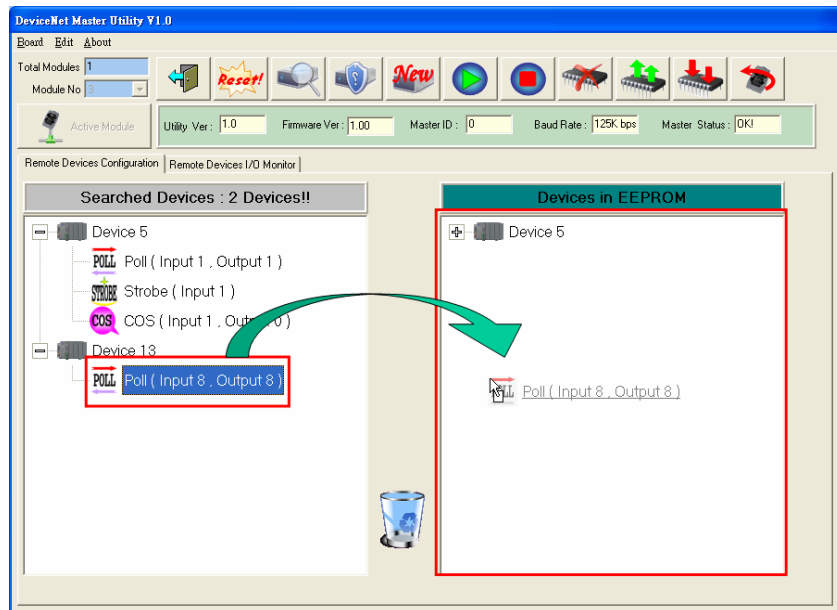 DeviceNet Master Utility V1.0
Board Edit About
Total Modules 1
Module No 3
Reset!
New
Active Module
Utility Ver : 1.0 Firmware Ver : 1.00 Master ID : 0 Baud Rate : 125K bps Master Status : OK!
Remote Devices Configuration Remote Devices I/O Monitor
Searched Devices : 2 Devices!!
Device 5
POLL Poll ( Input 1 , Output 1 )
STROBE Strobe ( Input 1 )
COS COS ( Input 1 , Output 0 )
Device 13
POLL Poll ( Input 8 , Output 8 )
Devices in EEPROM
Device 5
Poll ( Input 8 , Output 8 )